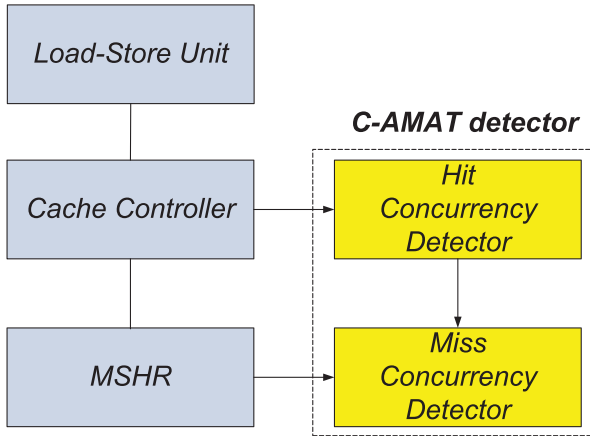 Load-Store Unit
C-AMAT detector
Cache Controller
Hit
Concurrency
Detector
MSHR
Miss
Concurrency
Detector